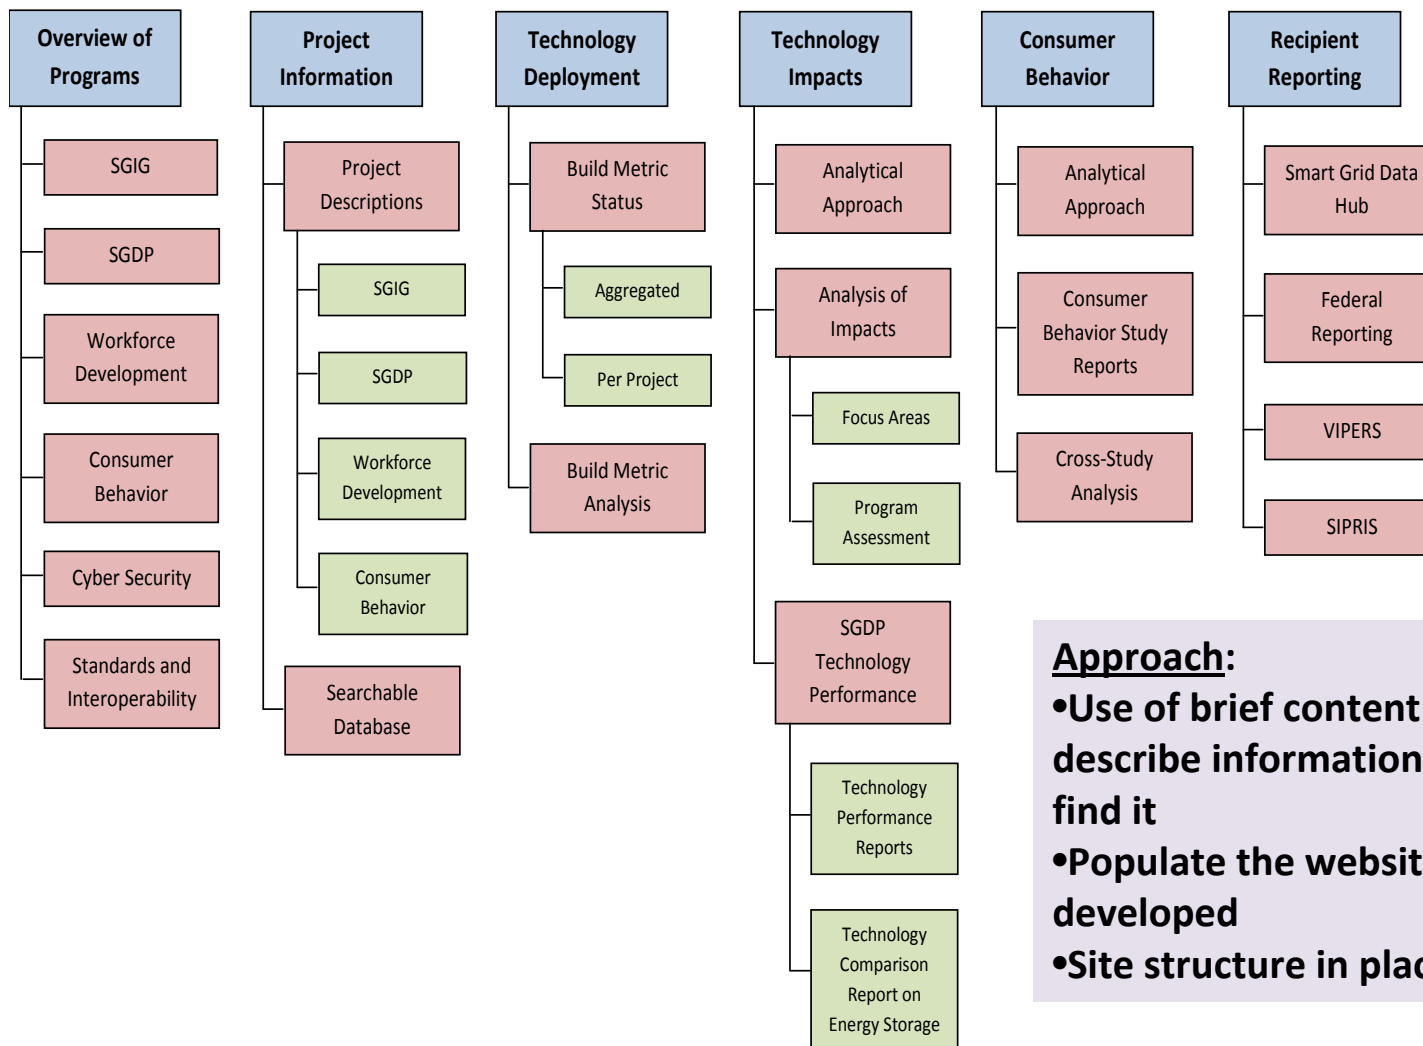 Overview of
Programs
SGIG
SGDP
Workforce
Development
Consumer
Behavior
Cyber Security
Standards and
Interoperability
Project
Information
Project
Descriptions
SGIG
SGDP
Workforce
Development
Consumer
Behavior
Searchable
Database
Technology
Deployment
Build Metric
Status
Aggregated
Per Project
Build Metric
Analysis
Technology
Impacts
Analytical
Approach
Analysis of
Impacts
Focus Areas
Program
Assessment
SGDP
Technology
Performance
Technology
Performance
Reports
Technology
Comparison
Report on
Energy Storage
Consumer
Behavior
Analytical
Approach
Consumer
Behavior Study
Reports
Cross-Study
Analysis
Recipient
Reporting
Smart Grid Data
Hub
Federal
Reporting
VIPERS
SIPRIS
Approach:
•Use of brief content
describe information
find it
•Populate the websit
developed
•Site structure in plac